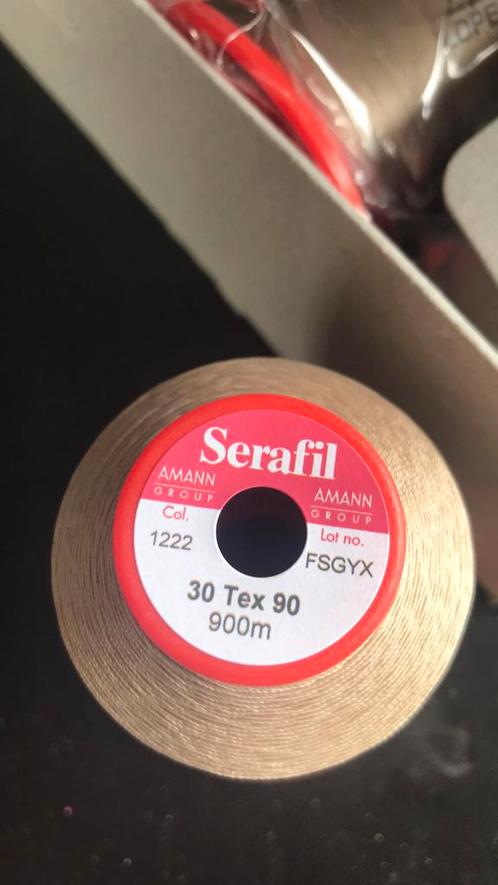 Serafil
AMANN
GROUP
AMANN
GROUP
Col.
1222
Lot no.
FSGYX
30 Tex 90
900m